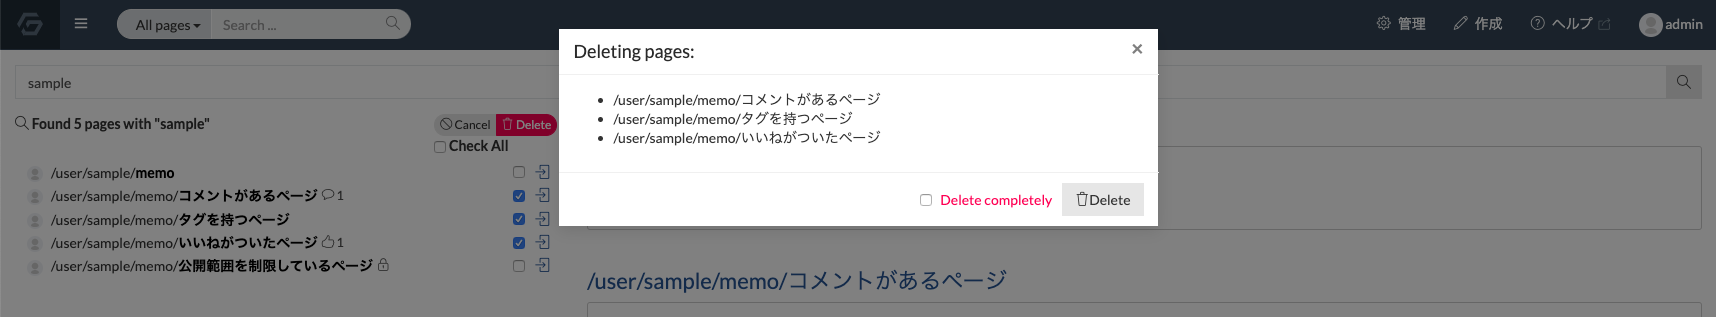 All pages
Search ...
管理
作成
ヘルプ
admin
sample
Found 5 pages with "sample"
Cancel
Delete
Check All
/user/sample/memo
/user/sample/memo/コメントがあるページ 1
/user/sample/memo/タグを持つページ
/user/sample/memo/いいねがついたページ 1
/user/sample/memo/公開範囲を制限しているページ
Deleting pages:
×
• /user/sample/memo/コメントがあるページ
• /user/sample/memo/タグを持つページ
• /user/sample/memo/いいねがついたページ
Delete completely
Delete
/user/sample/memo/コメントがあるページ